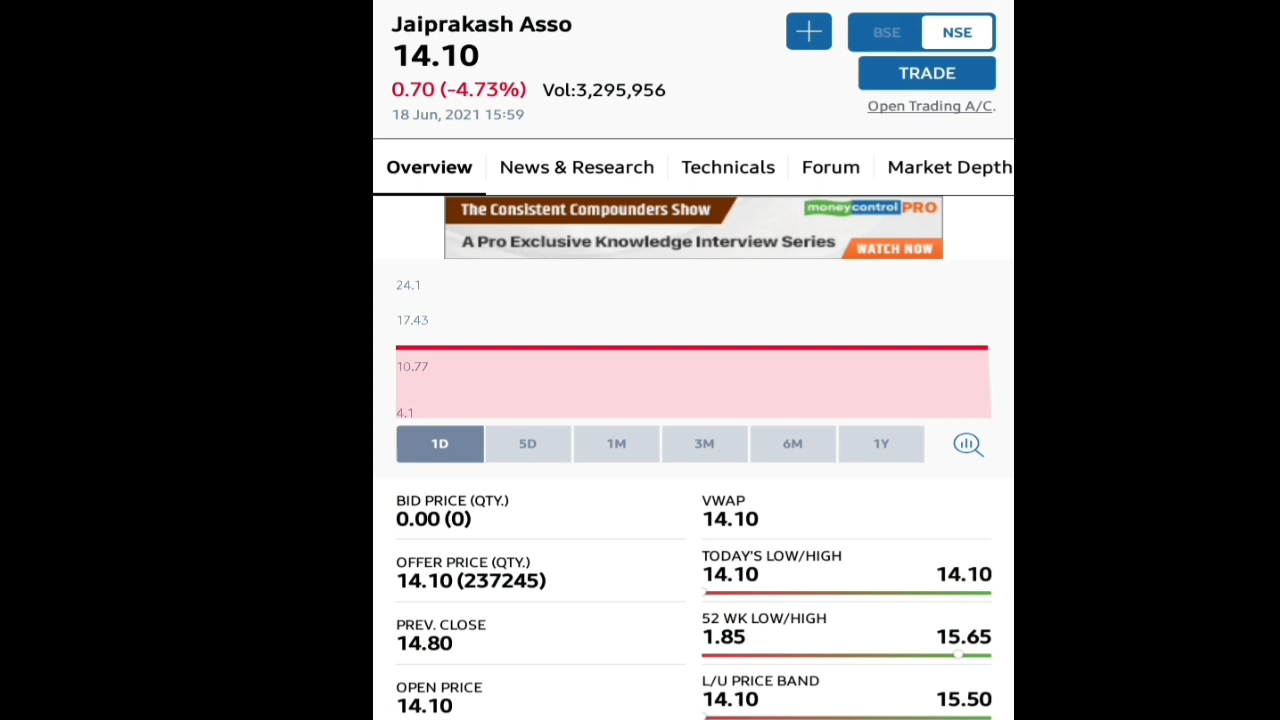 Jaiprakash Asso
14.10
0.70 (-4.73%) Vol:3,295,956
18 Jun, 2021 15:59
BSE NSE
TRADE
Open Trading A/C.
Overview News & Research Technicals Forum Market Depth
The Consistent Compounders Show moneycontrol PRO
A Pro Exclusive Knowledge Interview Series WATCH NOW
24.1
17.43
10.77
4.1
1D 5D 1M 3M 6M 1Y
BID PRICE (QTY.)
0.00 (0)
VWAP
14.10
OFFER PRICE (QTY.)
14.10 (237245)
TODAY'S LOW/HIGH
14.10 14.10
PREV. CLOSE
14.80
52 WK LOW/HIGH
1.85 15.65
OPEN PRICE
14.10
L/U PRICE BAND
14.10 15.50